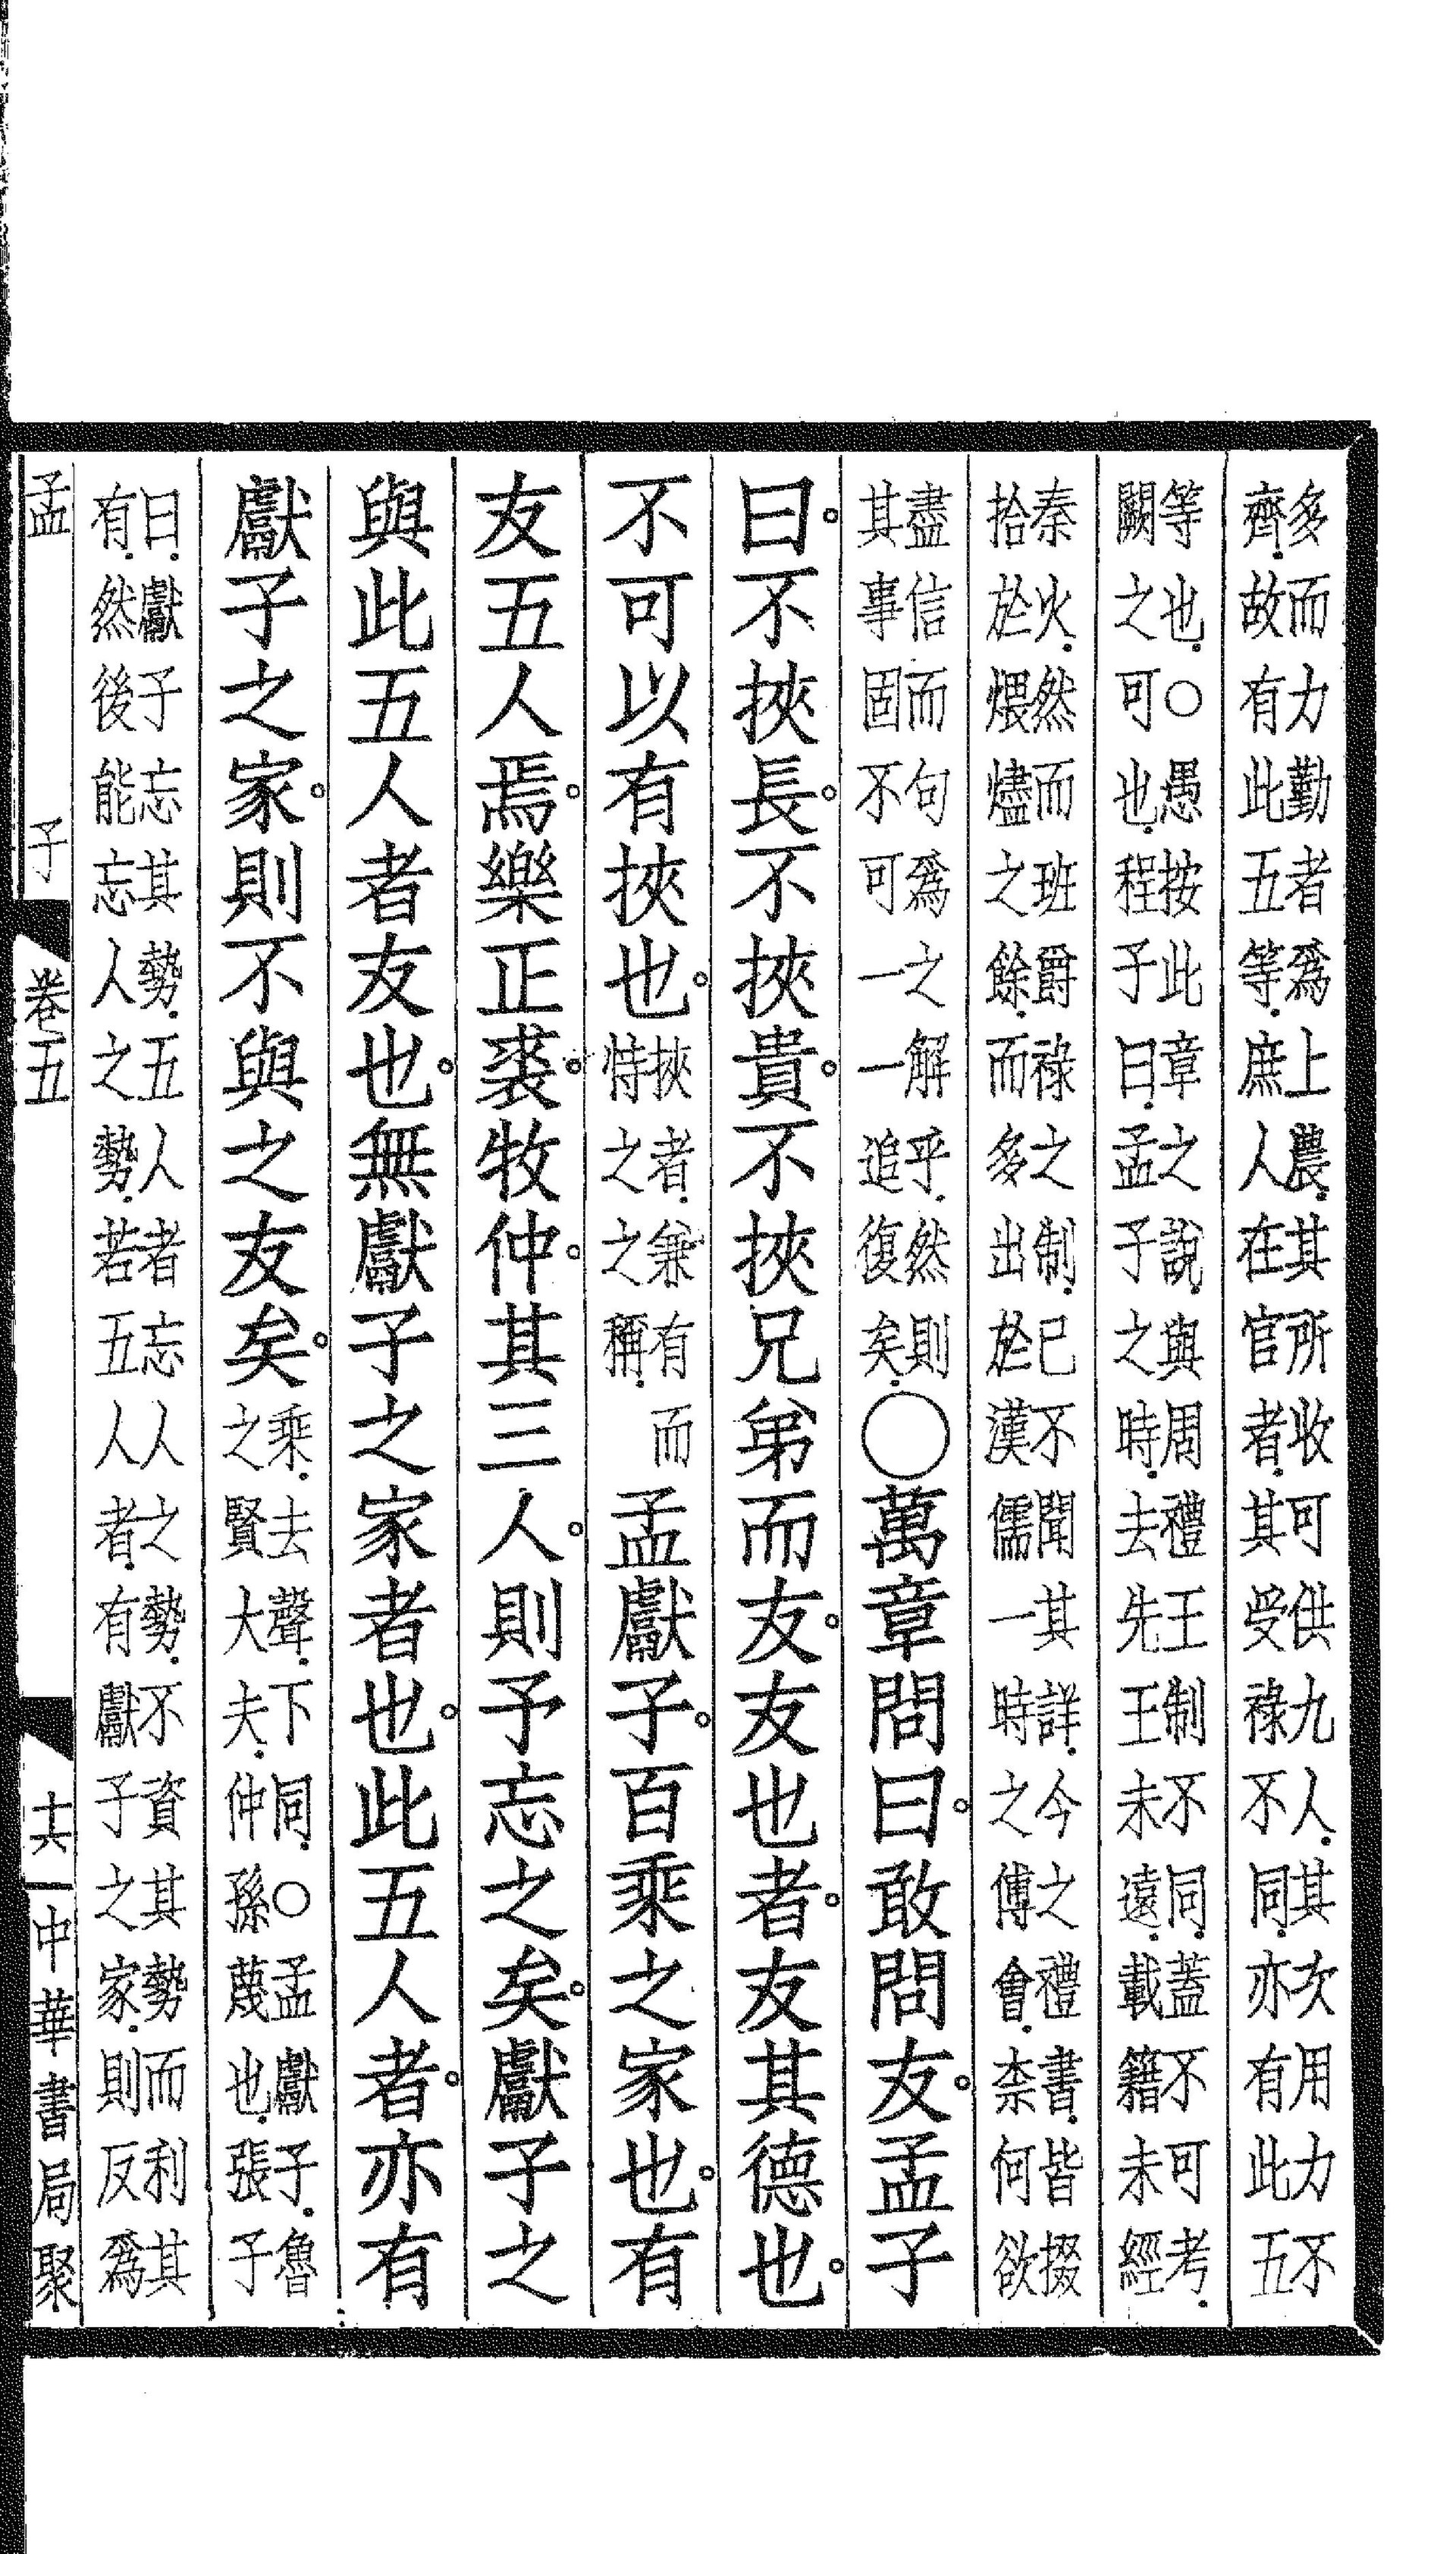 多而力勤者爲上農.其所收可供九人.其次用力不
齊.故有此五等.庶人在官者.其受祿不同.亦有此五
等也.○愚按此章之說.與周禮王制不同.蓋不可考.
闕之可也.程子曰.孟子之時.去先王未遠.載籍未經
秦火.然而班爵祿之制.已不聞其詳.今之禮書.皆掇
拾於煨燼之餘.而多出於漢儒一時之傅會.柰何欲
盡信而句爲之解乎.然則
其事固不可一一追復矣.
○萬章問曰。敢問友。孟子
曰。不挾長。不挾貴。不挾兄弟而友。友也者。友其德也。
不可以有挾也。
挾者.兼有而
恃之之稱.
孟獻子。百乘之家也。有
友五人焉。樂正裘。牧仲。其三人。則予忘之矣。獻子之
與此五人者友也。無獻子之家者也。此五人者。亦有
獻子之家。則不與之友矣。
乘.去聲.下同.○孟獻子.魯
之賢大夫.仲孫蔑也.張子
曰.獻子忘其勢.五人者忘人之勢.不資其勢而利其
有.然後能忘人之勢.若五人者.有獻子之家.則反爲
孟子
卷五
十六
中華書局聚